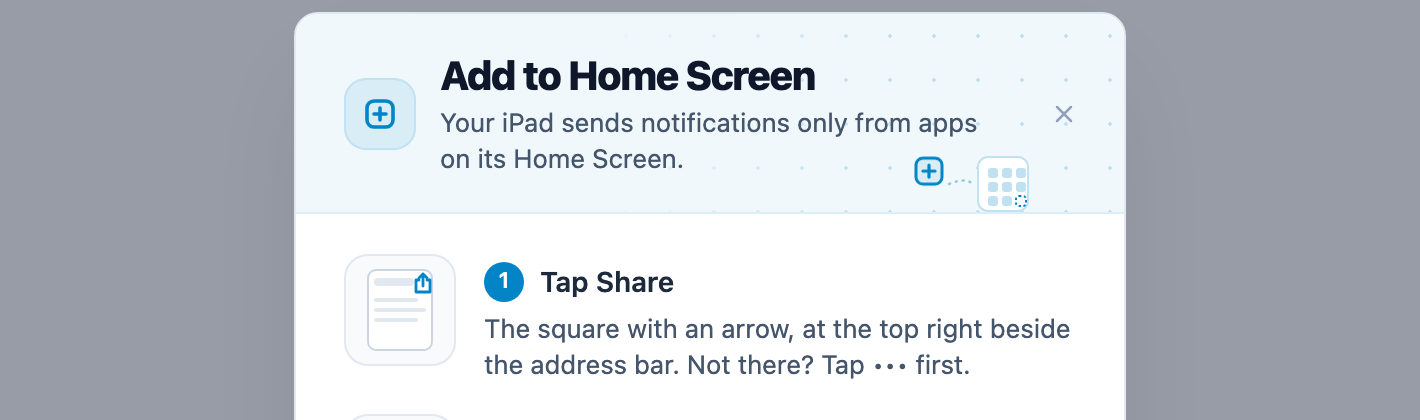 Add to Home Screen
Your iPad sends notifications only from apps
on its Home Screen.
1 Tap Share
The square with an arrow, at the top right beside
the address bar. Not there? Tap ••• first.